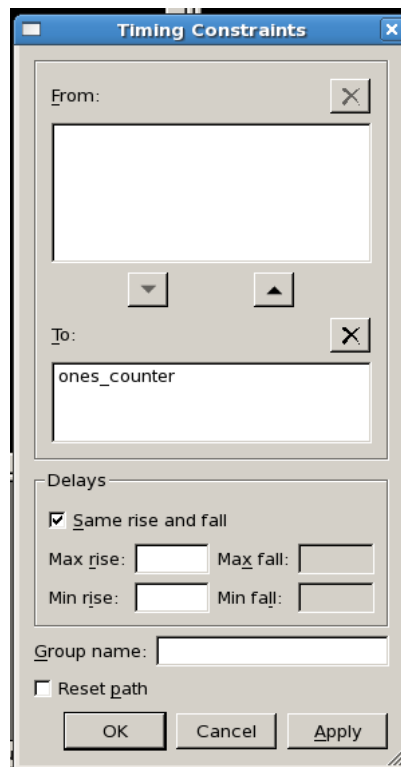 Timing Constraints
From:
To:
ones_counter
Delays
Same rise and fall
Max rise: Max fall:
Min rise: Min fall:
Group name:
Reset path
OK Cancel Apply